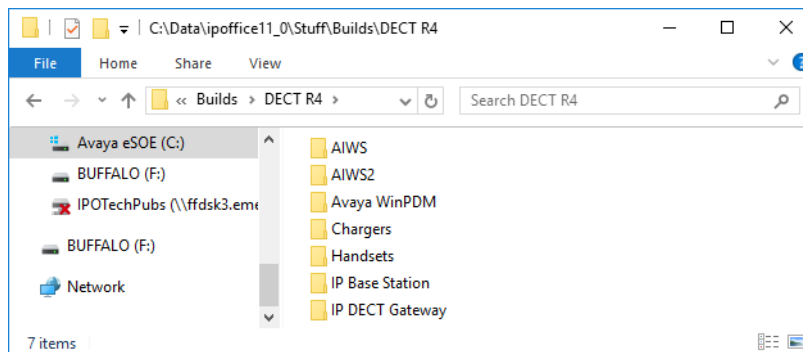 C:\Data\ipoffice11_0\Stuff\Builds\DECT R4
File Home Share View
« Builds > DECT R4 > Search DECT R4
Avaya eSOE (C:)
BUFFALO (F:)
IPOTechPubs (\\ffdsk3.eme
BUFFALO (F:)
Network
AIWS
AIWS2
Avaya WinPDM
Chargers
Handsets
IP Base Station
IP DECT Gateway
7 items